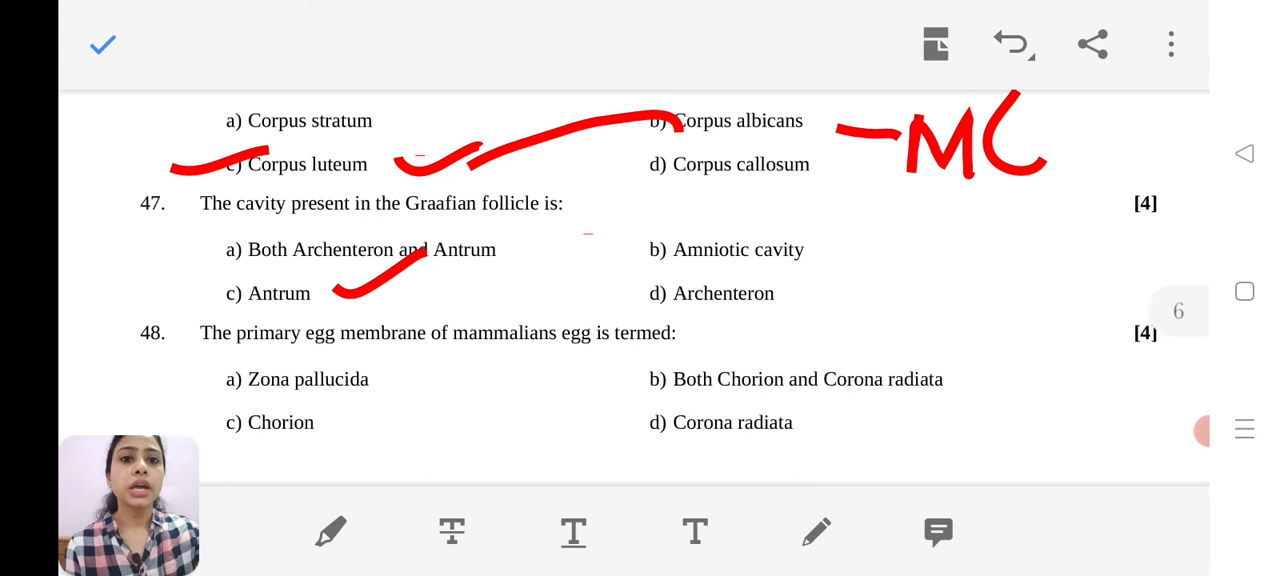 a) Corpus stratum b) Corpus albicans - MC
c) Corpus luteum d) Corpus callosum
47. The cavity present in the Graafian follicle is: [4]
a) Both Archenteron and Antrum b) Amniotic cavity
c) Antrum d) Archenteron
6
48. The primary egg membrane of mammalians egg is termed: [4]
a) Zona pallucida b) Both Chorion and Corona radiata
c) Chorion d) Corona radiata
T T T